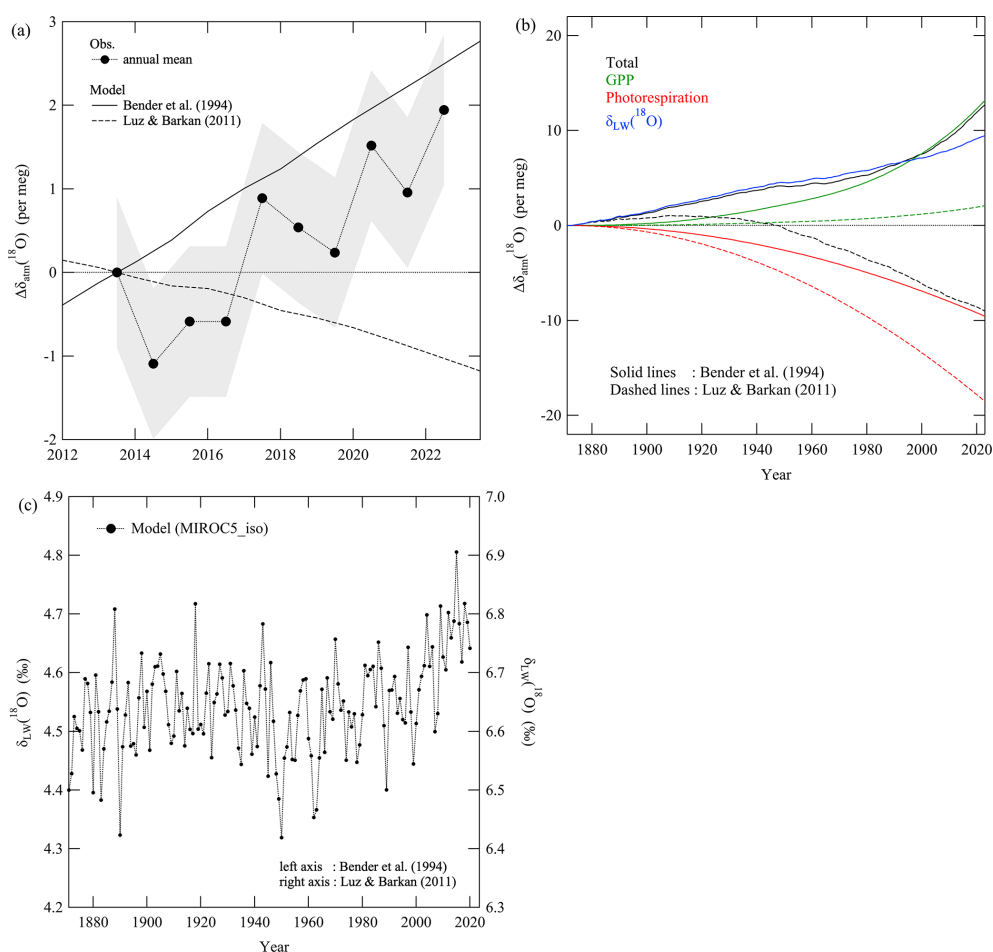 (a)
3
2
1
0
-1
-2
Δδatm(18O) (per meg)
Obs.
annual mean
Model
Bender et al. (1994)
Luz & Barkan (2011)
2012 2014 2016 2018 2020 2022
(b)
20
10
0
-10
-20
Δδatm(18O) (per meg)
Total
GPP
Photorespiration
δLW(18O)
Solid lines : Bender et al. (1994)
Dashed lines : Luz & Barkan (2011)
1880 1900 1920 1940 1960 1980 2000 2020
Year
(c)
4.9
4.8
4.7
4.6
4.5
4.4
4.3
4.2
δLW(18O) (‰)
Model (MIROC5_iso)
7.0
6.9
6.8
6.7
6.6
6.5
6.4
6.3
δLW(18O) (‰)
left axis : Bender et al. (1994)
right axis : Luz & Barkan (2011)
1880 1900 1920 1940 1960 1980 2000 2020
Year